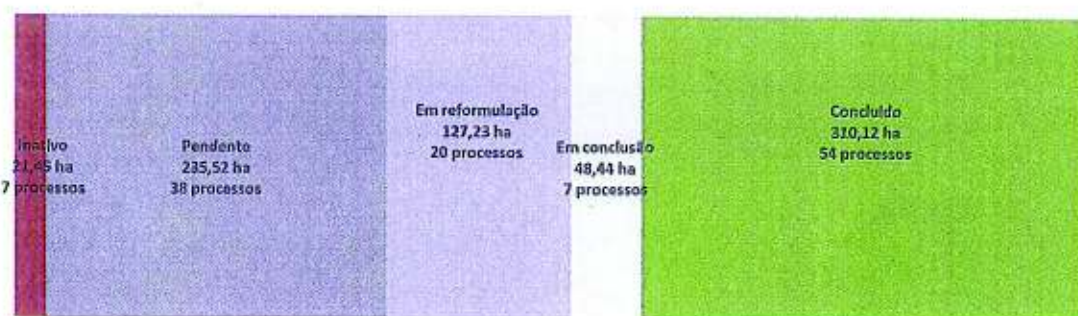 Inativo
21,45 ha
7 processos
Pendente
235,52 ha
38 processos
Em reformulação
127,23 ha
20 processos
Em conclusão
48,44 ha
7 processos
Concluído
310,12 ha
54 processos